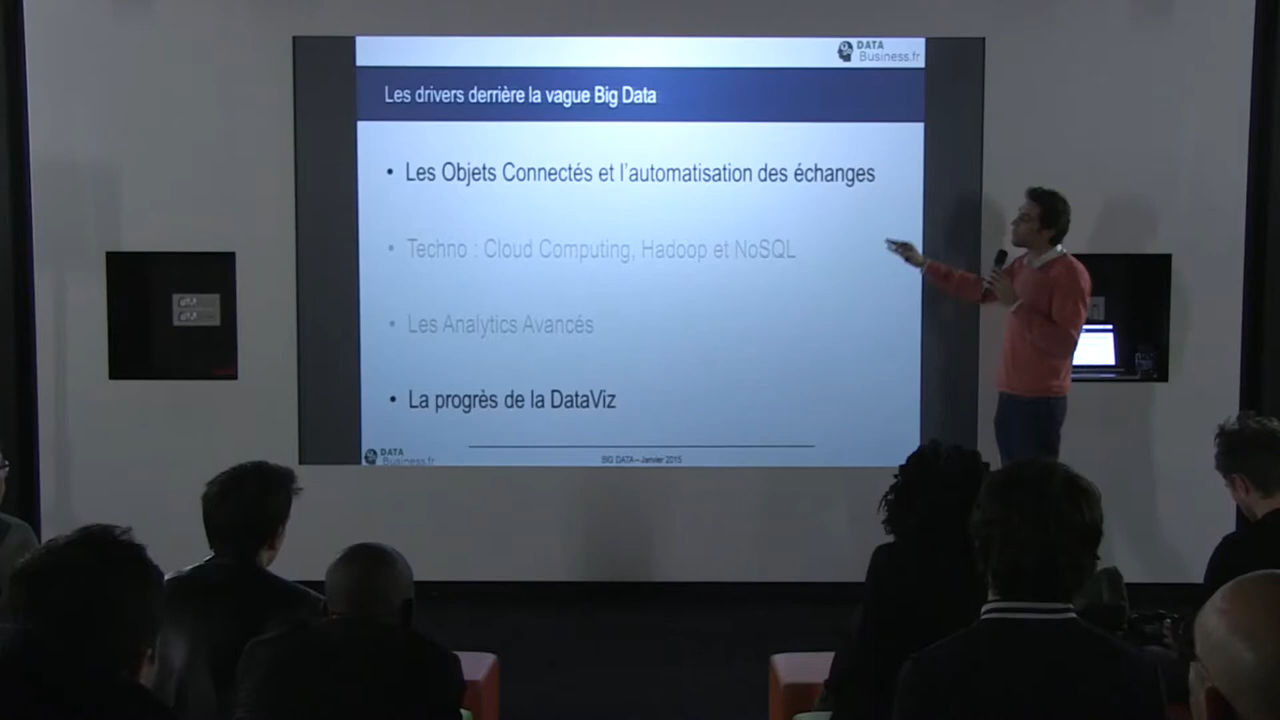 DATA
Business.fr
Les drivers derrière la vague Big Data
• Les Objets Connectés et l'automatisation des échanges
• Techno : Cloud Computing, Hadoop et NoSQL
• Les Analytics Avancés
• La progrès de la DataViz
DATA
Business.fr
BIG DATA – Janvier 2015